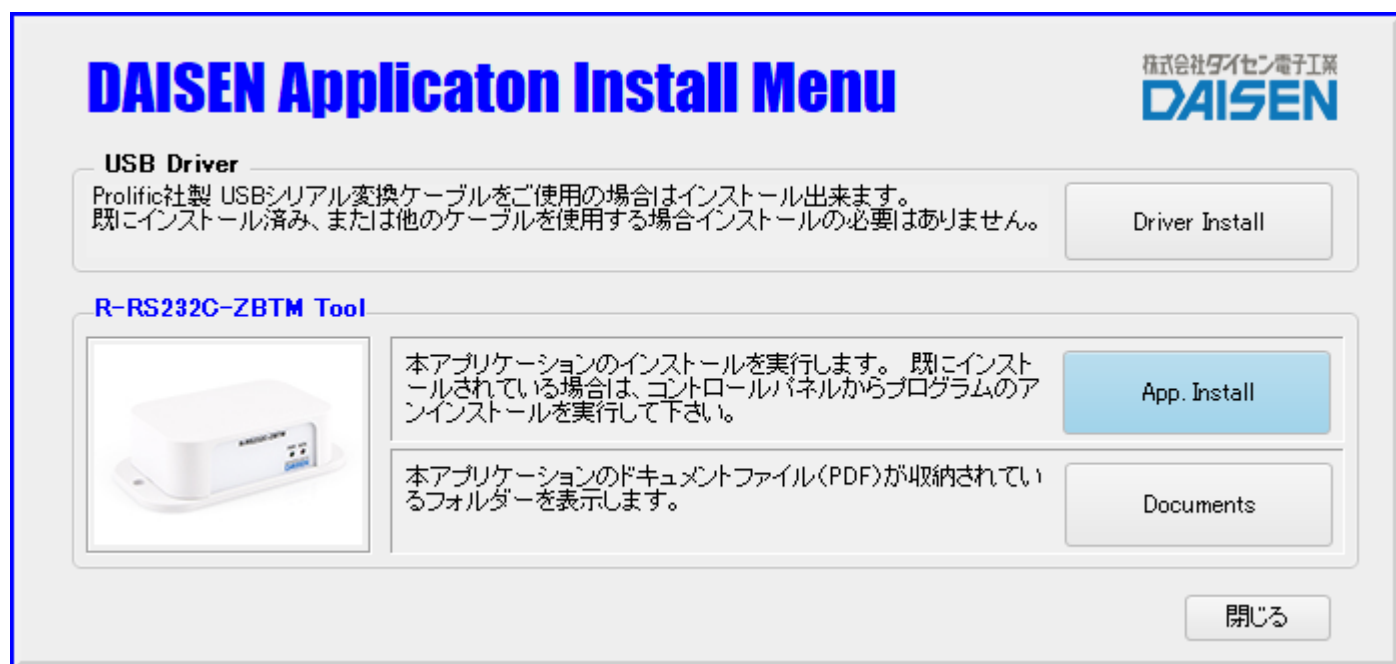 DAISEN Applicaton Install Menu
株式会社ダイセン電子工業
DAISEN
USB Driver
Prolific社製 USBシリアル変換ケーブルをご使用の場合はインストール出来ます。
既にインストール済み、または他のケーブルを使用する場合インストールの必要はありません。
Driver Install
R-RS232C-ZBTM Tool
本アプリケーションのインストールを実行します。 既にインスト
ールされている場合は、コントロールパネルからプログラムのア
ンインストールを実行して下さい。
App. Install
R-RS232C-ZBTM
本アプリケーションのドキュメントファイル(PDF)が収納されてい
るフォルダーを表示します。
Documents
閉じる